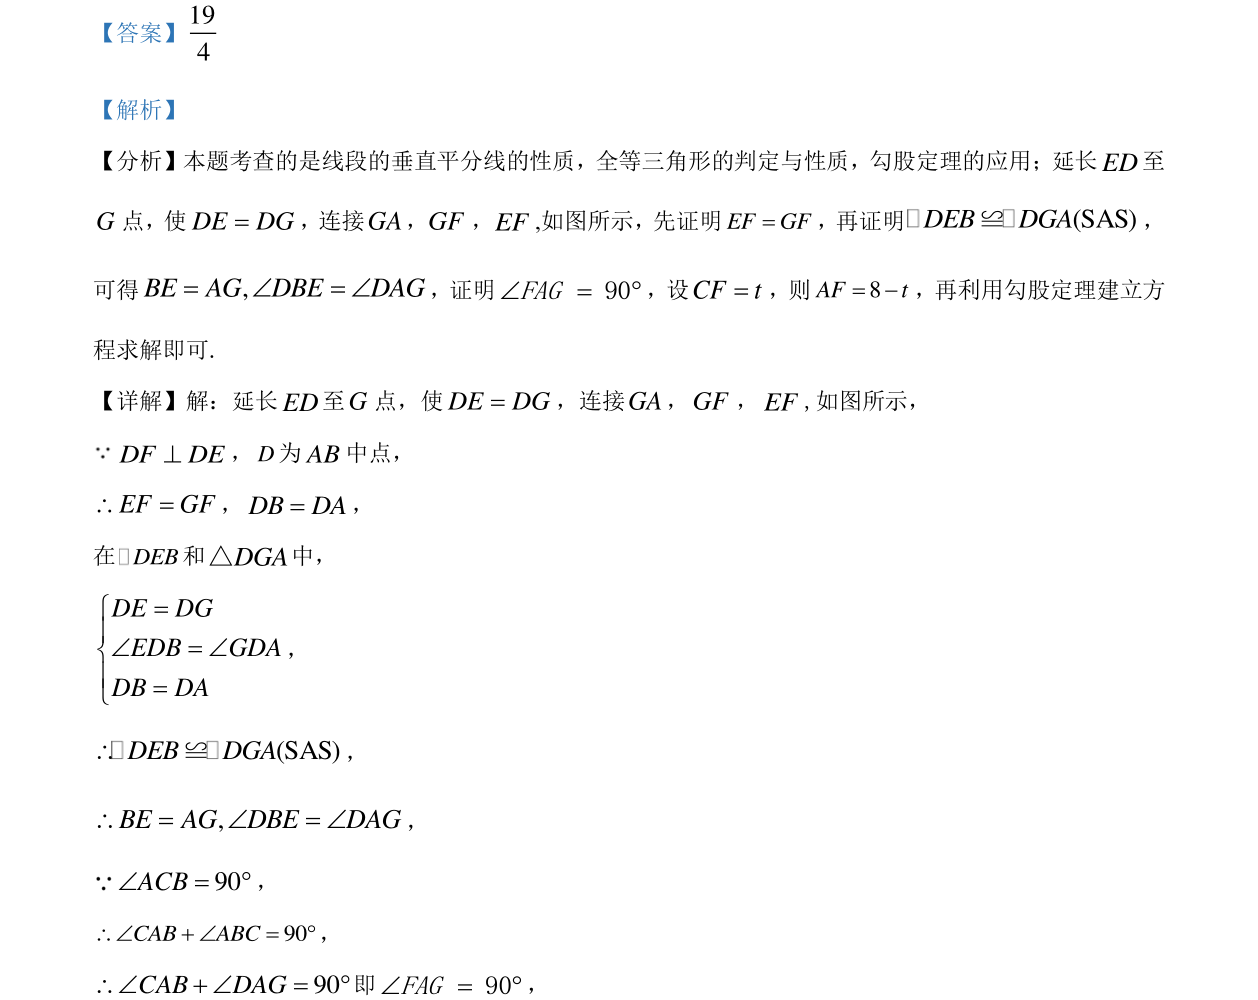 【答案】19/4
【解析】
【分析】本题考查的是线段的垂直平分线的性质，全等三角形的判定与性质，勾股定理的应用；延长ED至
G点，使DE=DG，连接GA，GF，EF,如图所示，先证明EF=GF，再证明□DEB≌□DGA(SAS)，
可得BE=AG,∠DBE=∠DAG，证明∠FAG = 90°，设CF=t，则AF=8-t，再利用勾股定理建立方
程求解即可.
【详解】解：延长ED至G点，使DE=DG，连接GA，GF，EF,如图所示，
∵DF⊥DE，D为AB中点，
∴EF=GF，DB=DA，
在□DEB和△DGA中，
DE=DG
∠EDB=∠GDA，
DB=DA
∴□DEB≌□DGA(SAS)，
∴BE=AG,∠DBE=∠DAG，
∵∠ACB=90°，
∴∠CAB+∠ABC=90°，
∴∠CAB+∠DAG=90°即∠FAG = 90°，